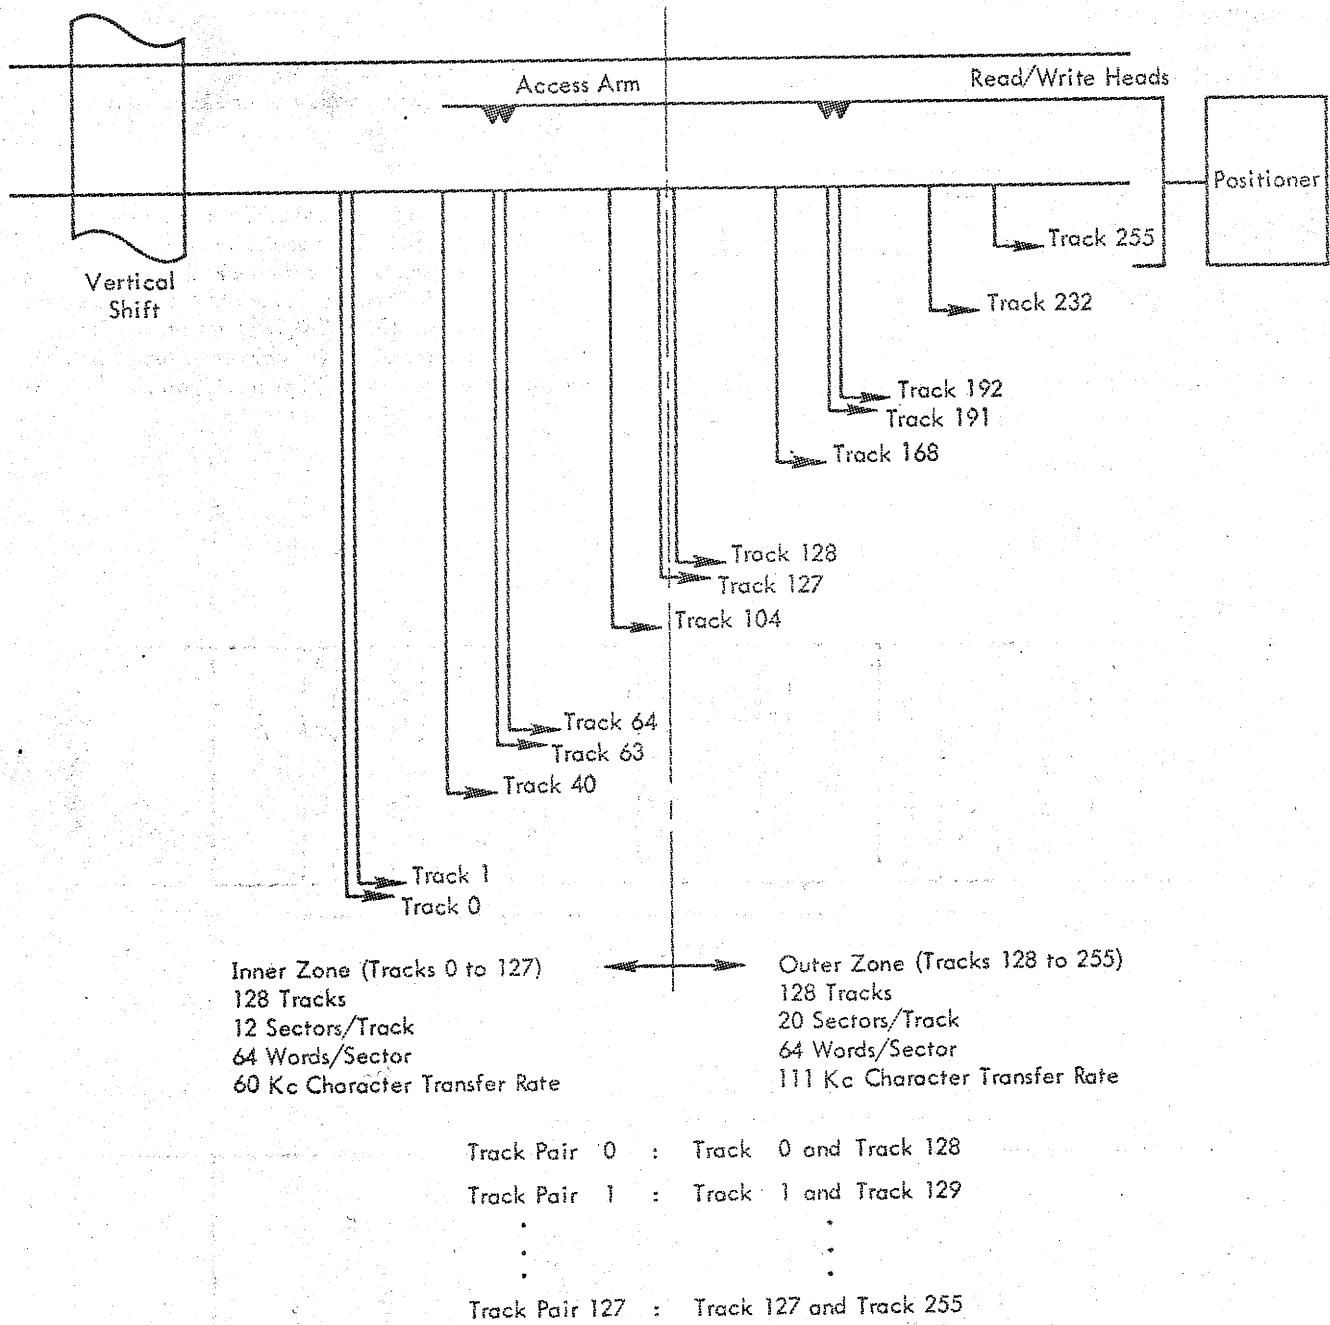 Access Arm
Read/Write Heads
Positioner
Vertical
Shift
Track 255
Track 232
Track 192
Track 191
Track 168
Track 128
Track 127
Track 104
Track 64
Track 63
Track 40
Track 1
Track 0
Inner Zone (Tracks 0 to 127)
128 Tracks
12 Sectors/Track
64 Words/Sector
60 Kc Character Transfer Rate
Outer Zone (Tracks 128 to 255)
128 Tracks
20 Sectors/Track
64 Words/Sector
111 Kc Character Transfer Rate
Track Pair 0 : Track 0 and Track 128
Track Pair 1 : Track 1 and Track 129
Track Pair 127 : Track 127 and Track 255